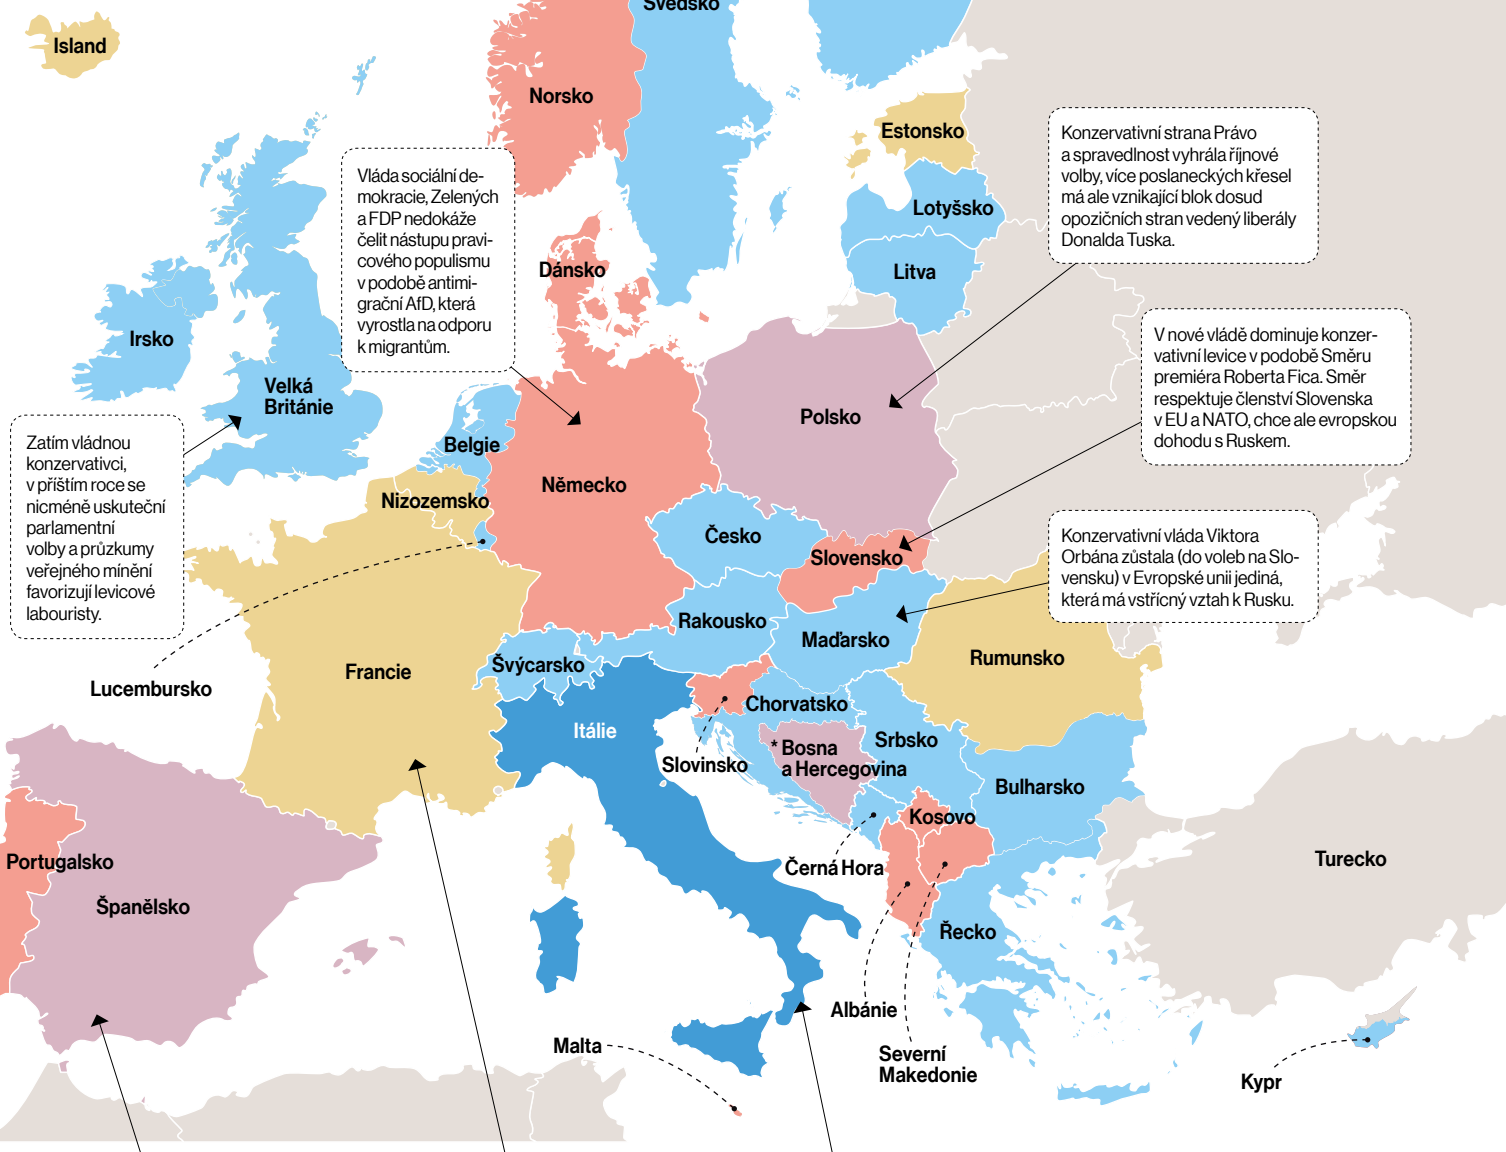 Švédsko
Island
Norsko
Estonsko
Konzervativní strana Právo
a spravedlnost vyhrála říjnové
volby, více poslaneckých křesel
má ale vznikající blok dosud
opozičních stran vedený liberály
Donalda Tuska.
Vláda sociální de-
mokracie, Zelených
a FDP nedokáže
čelit nástupu pravi-
cového populismu
v podobě antimi-
grační AfD, která
vyrostla na odporu
k migrantům.
Lotyšsko
Dánsko
Litva
Irsko
Velká
Británie
V nové vládě dominuje konzer-
vativní levice v podobě Směru
premiéra Roberta Fica. Směr
respektuje členství Slovenska
v EU a NATO, chce ale evropskou
dohodu s Ruskem.
Polsko
Zatím vládnou
konzervativci,
v příštím roce se
nicméně uskuteční
parlamentní
volby a průzkumy
veřejného mínění
favorizují levicové
labouristy.
Belgie
Německo
Nizozemsko
Česko
Slovensko
Konzervativní vláda Viktora
Orbána zůstala (do voleb na Slo-
vensku) v Evropské unii jediná,
která má vstřícný vztah k Rusku.
Rakousko
Maďarsko
Rumunsko
Švýcarsko
Francie
Lucembursko
Chorvatsko
Itálie
Srbsko
* Bosna
a Hercegovina
Slovinsko
Bulharsko
Kosovo
Portugalsko
Černá Hora
Turecko
Španělsko
Řecko
Albánie
Malta
Severní
Makedonie
Kypr